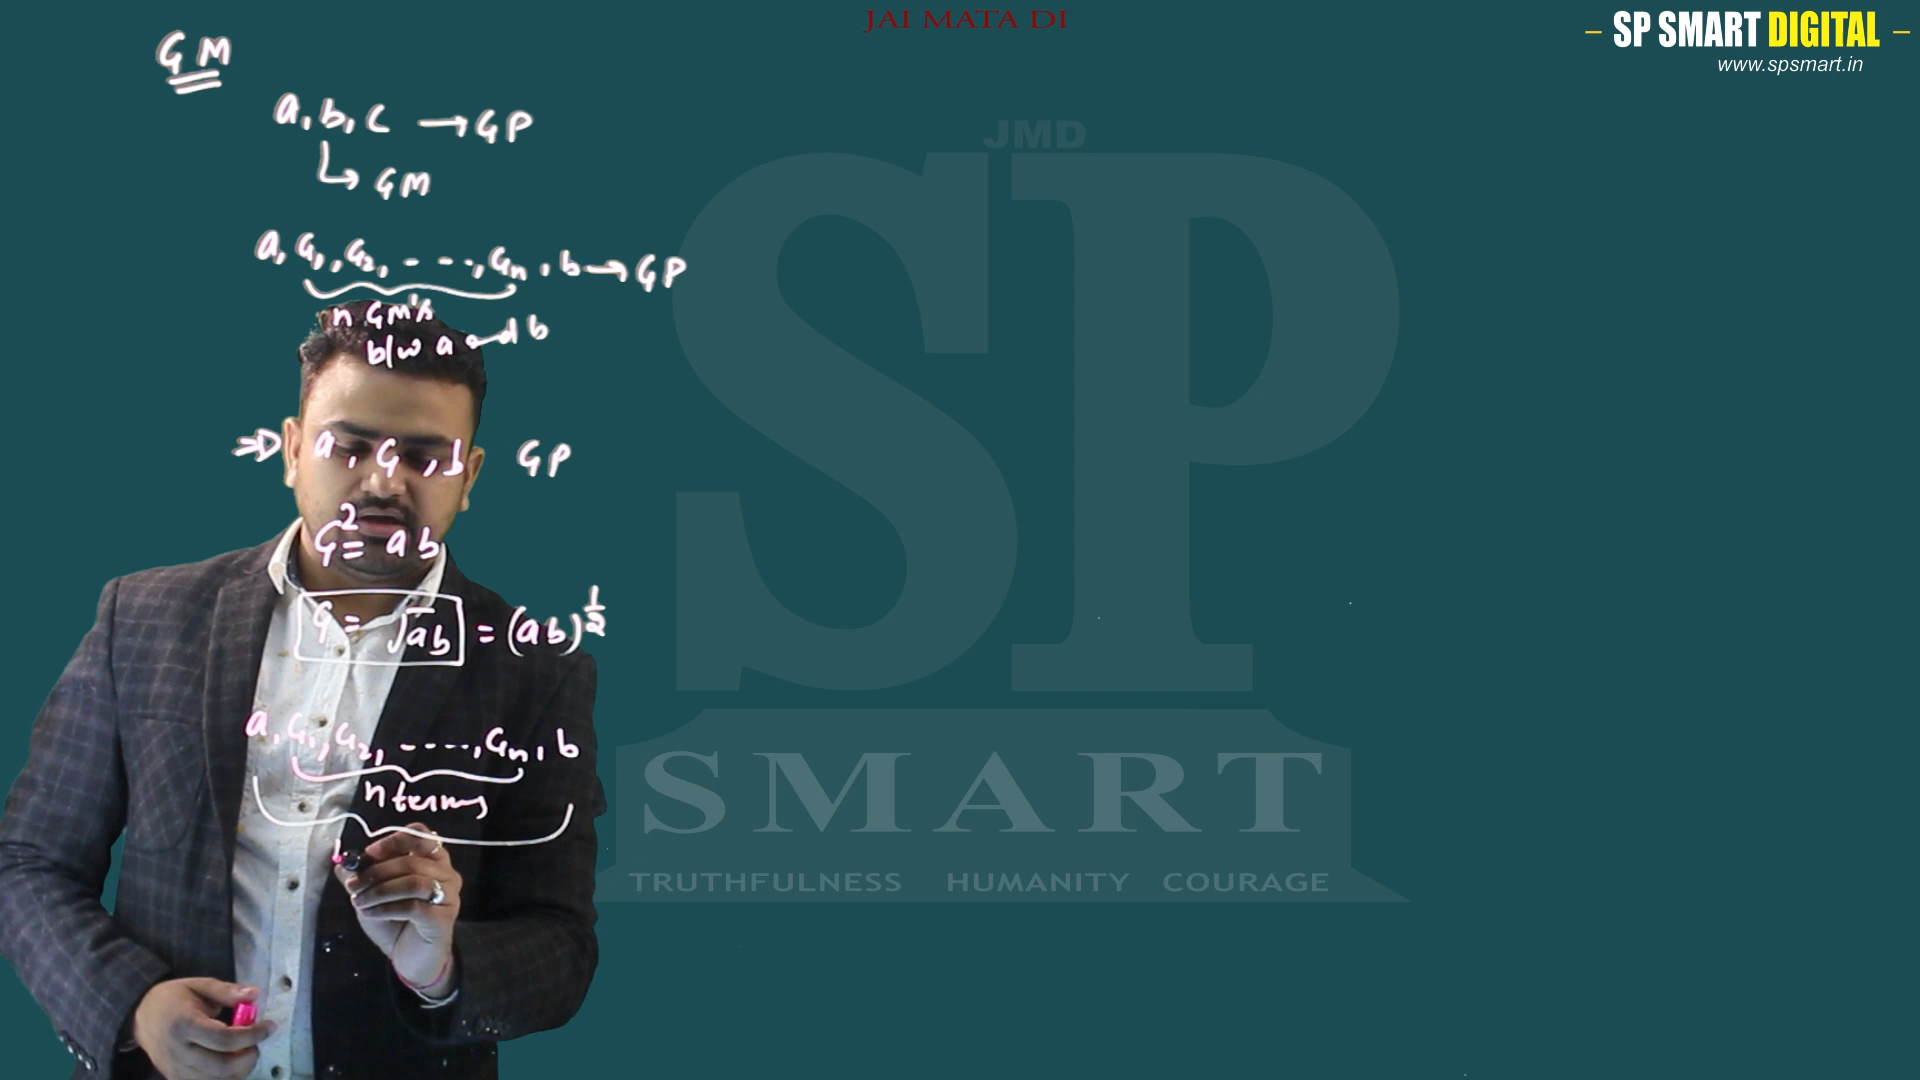 JAI MATA DI
SP SMART DIGITAL
www.spsmart.in
JMD
SP
SMART
TRUTHFULNESS HUMANITY COURAGE
GM
a, b, c → GP
↳ GM
a, G₁, G₂, - - - -, Gₙ, b → GP
n GM's
b/w a and b
⇒ a, G, b GP
G² = ab
G = √ab = (ab)^½
a, G₁, G₂, - - - -, Gₙ, b
n terms